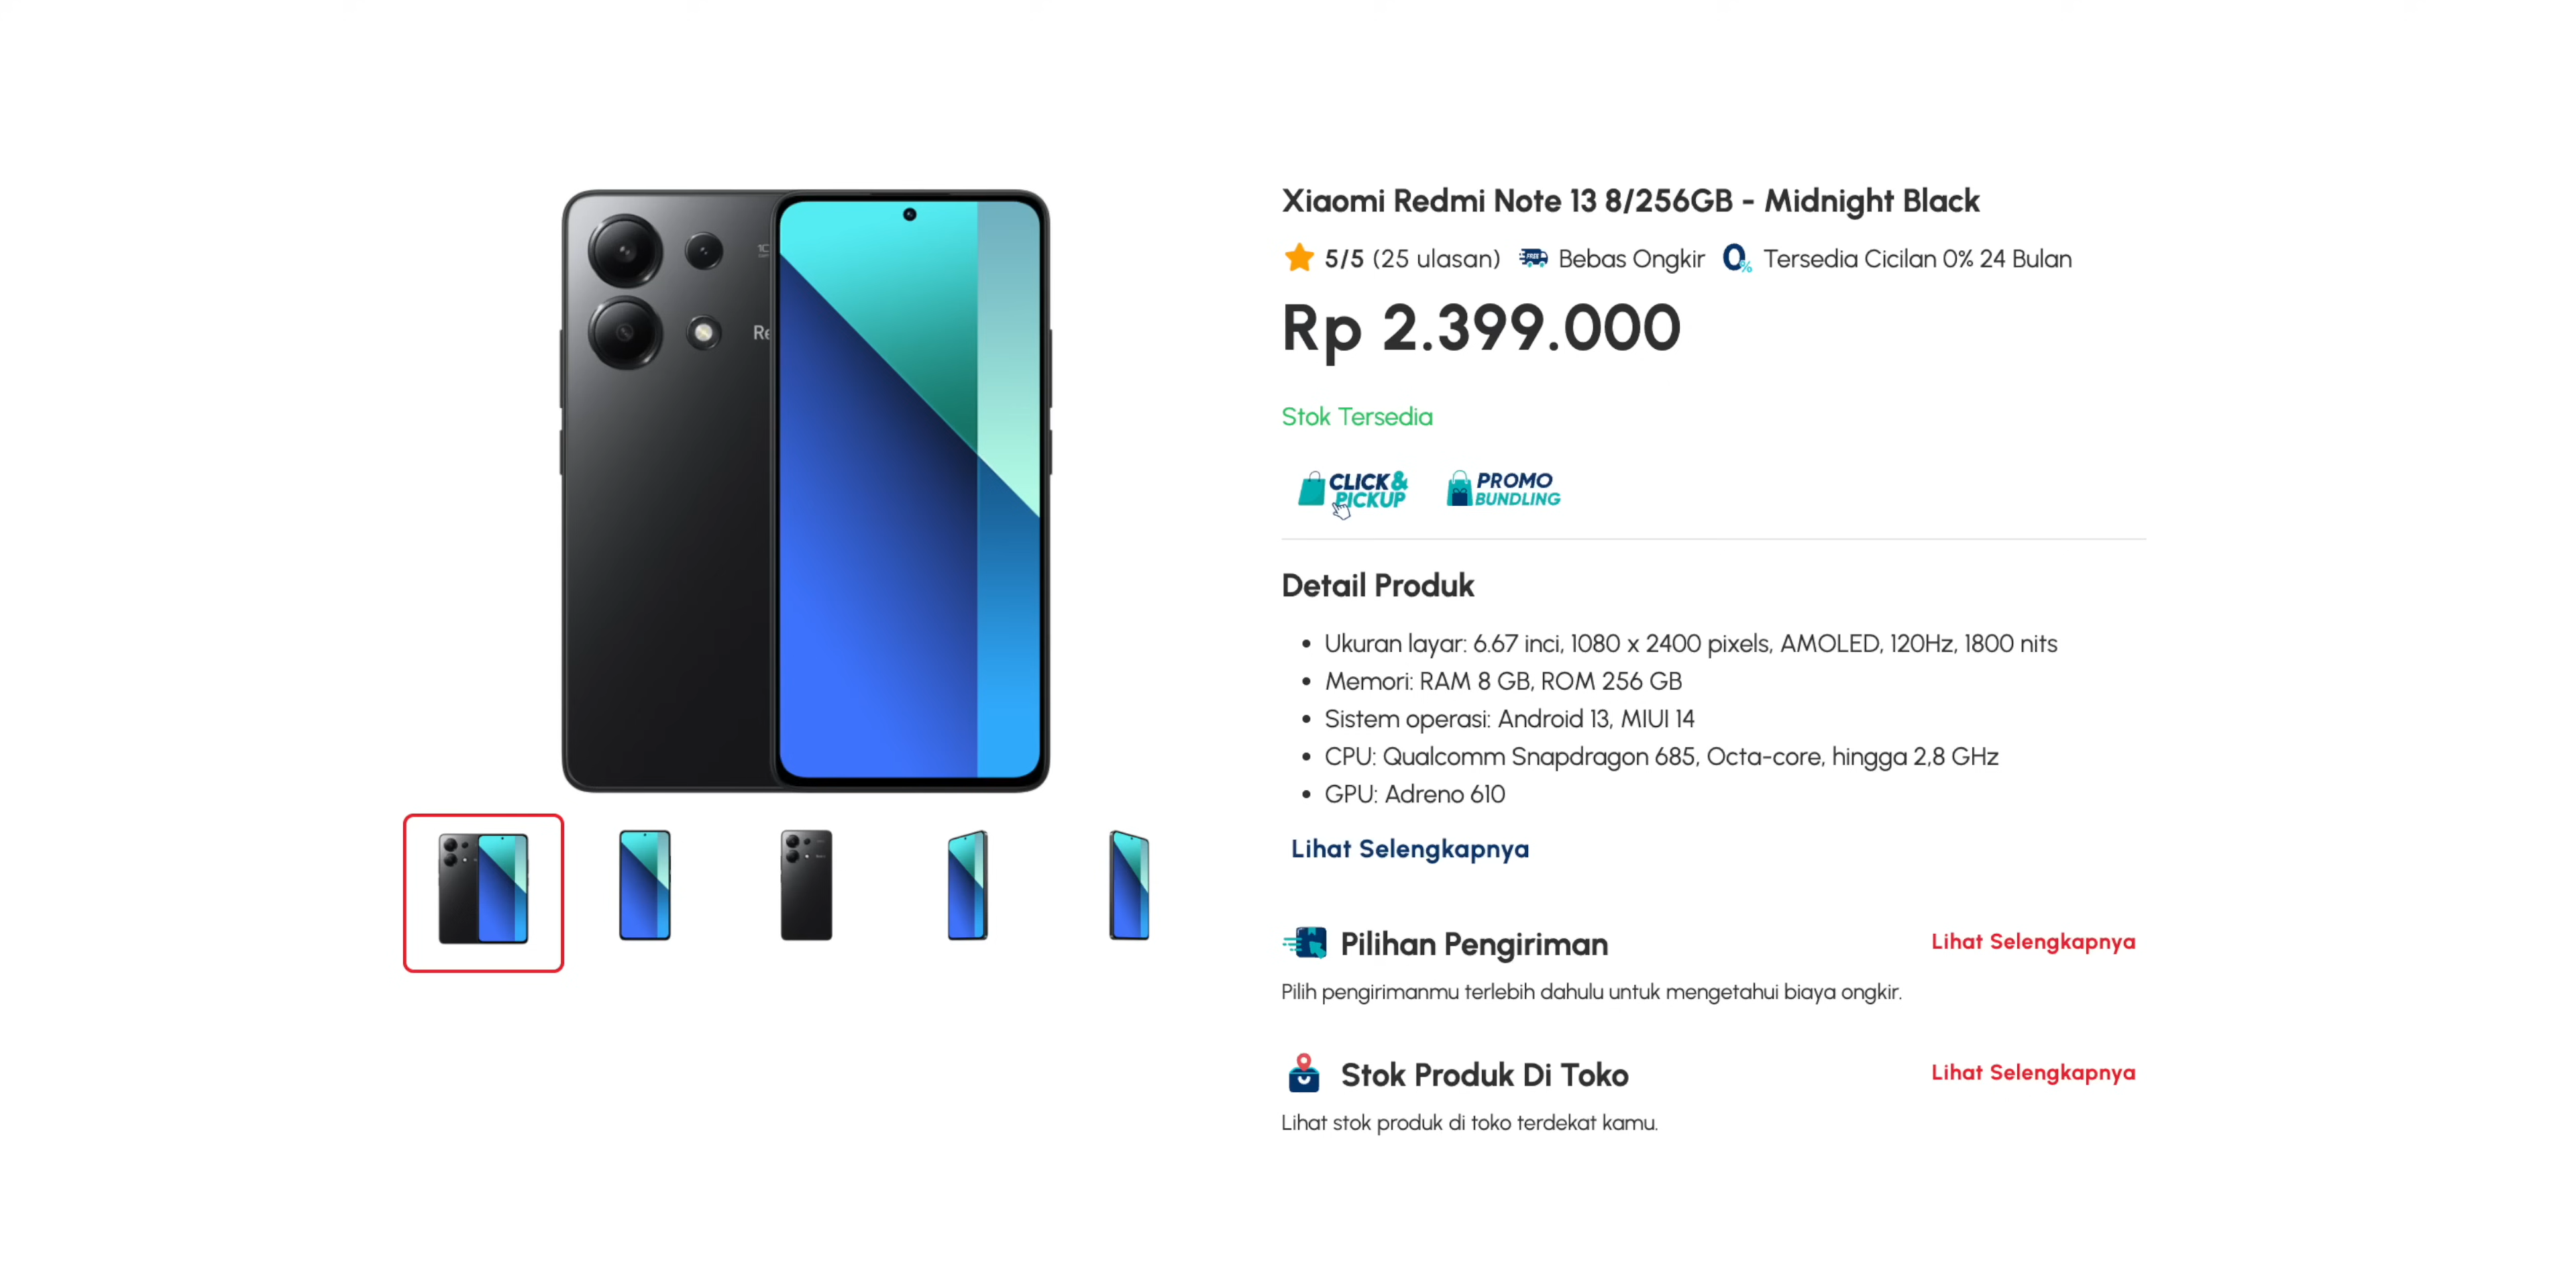 Xiaomi Redmi Note 13 8/256GB - Midnight Black
5/5 (25 ulasan) FREE Bebas Ongkir 0% Tersedia Cicilan 0% 24 Bulan
Rp 2.399.000
Stok Tersedia
CLICK & PICKUP
PROMO BUNDLING
Detail Produk
• Ukuran layar: 6.67 inci, 1080 x 2400 pixels, AMOLED, 120Hz, 1800 nits
• Memori: RAM 8 GB, ROM 256 GB
• Sistem operasi: Android 13, MIUI 14
• CPU: Qualcomm Snapdragon 685, Octa-core, hingga 2,8 GHz
• GPU: Adreno 610
Lihat Selengkapnya
Pilihan Pengiriman Lihat Selengkapnya
Pilih pengirimanmu terlebih dahulu untuk mengetahui biaya ongkir.
Stok Produk Di Toko Lihat Selengkapnya
Lihat stok produk di toko terdekat kamu.